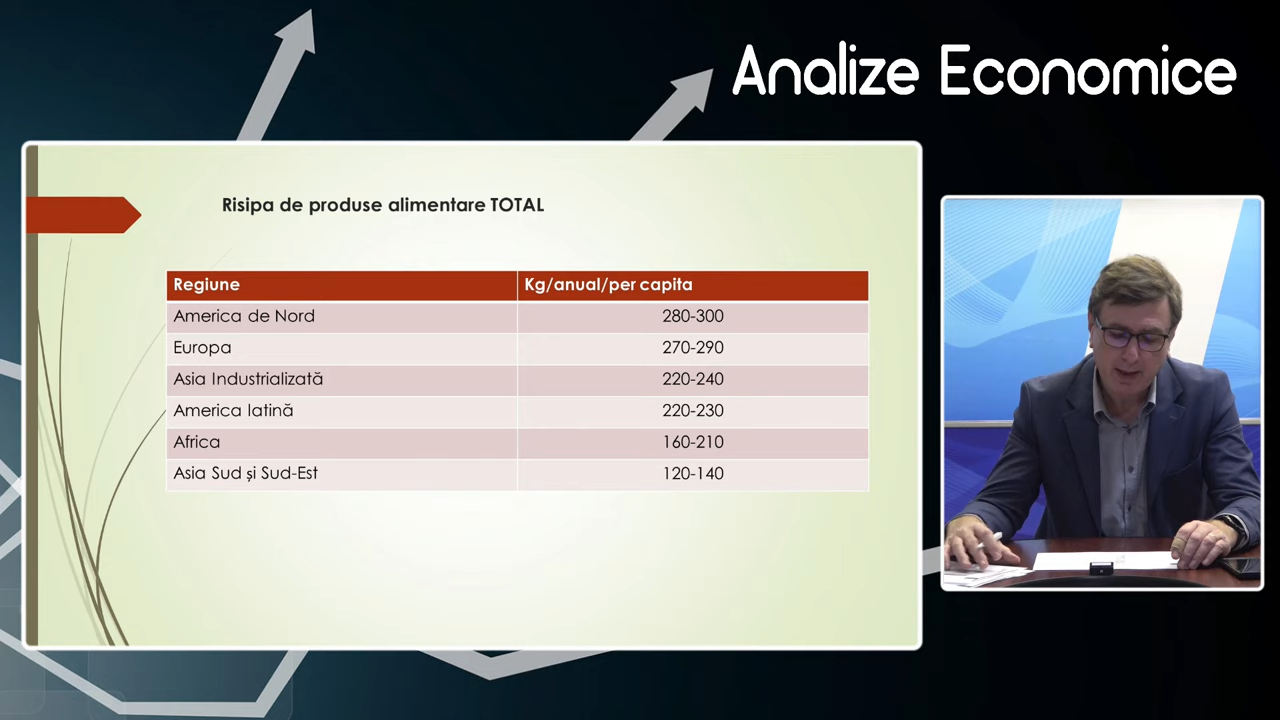 Analize Economice
Risipa de produse alimentare TOTAL
Regiune Kg/anual/per capita
America de Nord 280-300
Europa 270-290
Asia Industrializată 220-240
America latină 220-230
Africa 160-210
Asia Sud și Sud-Est 120-140